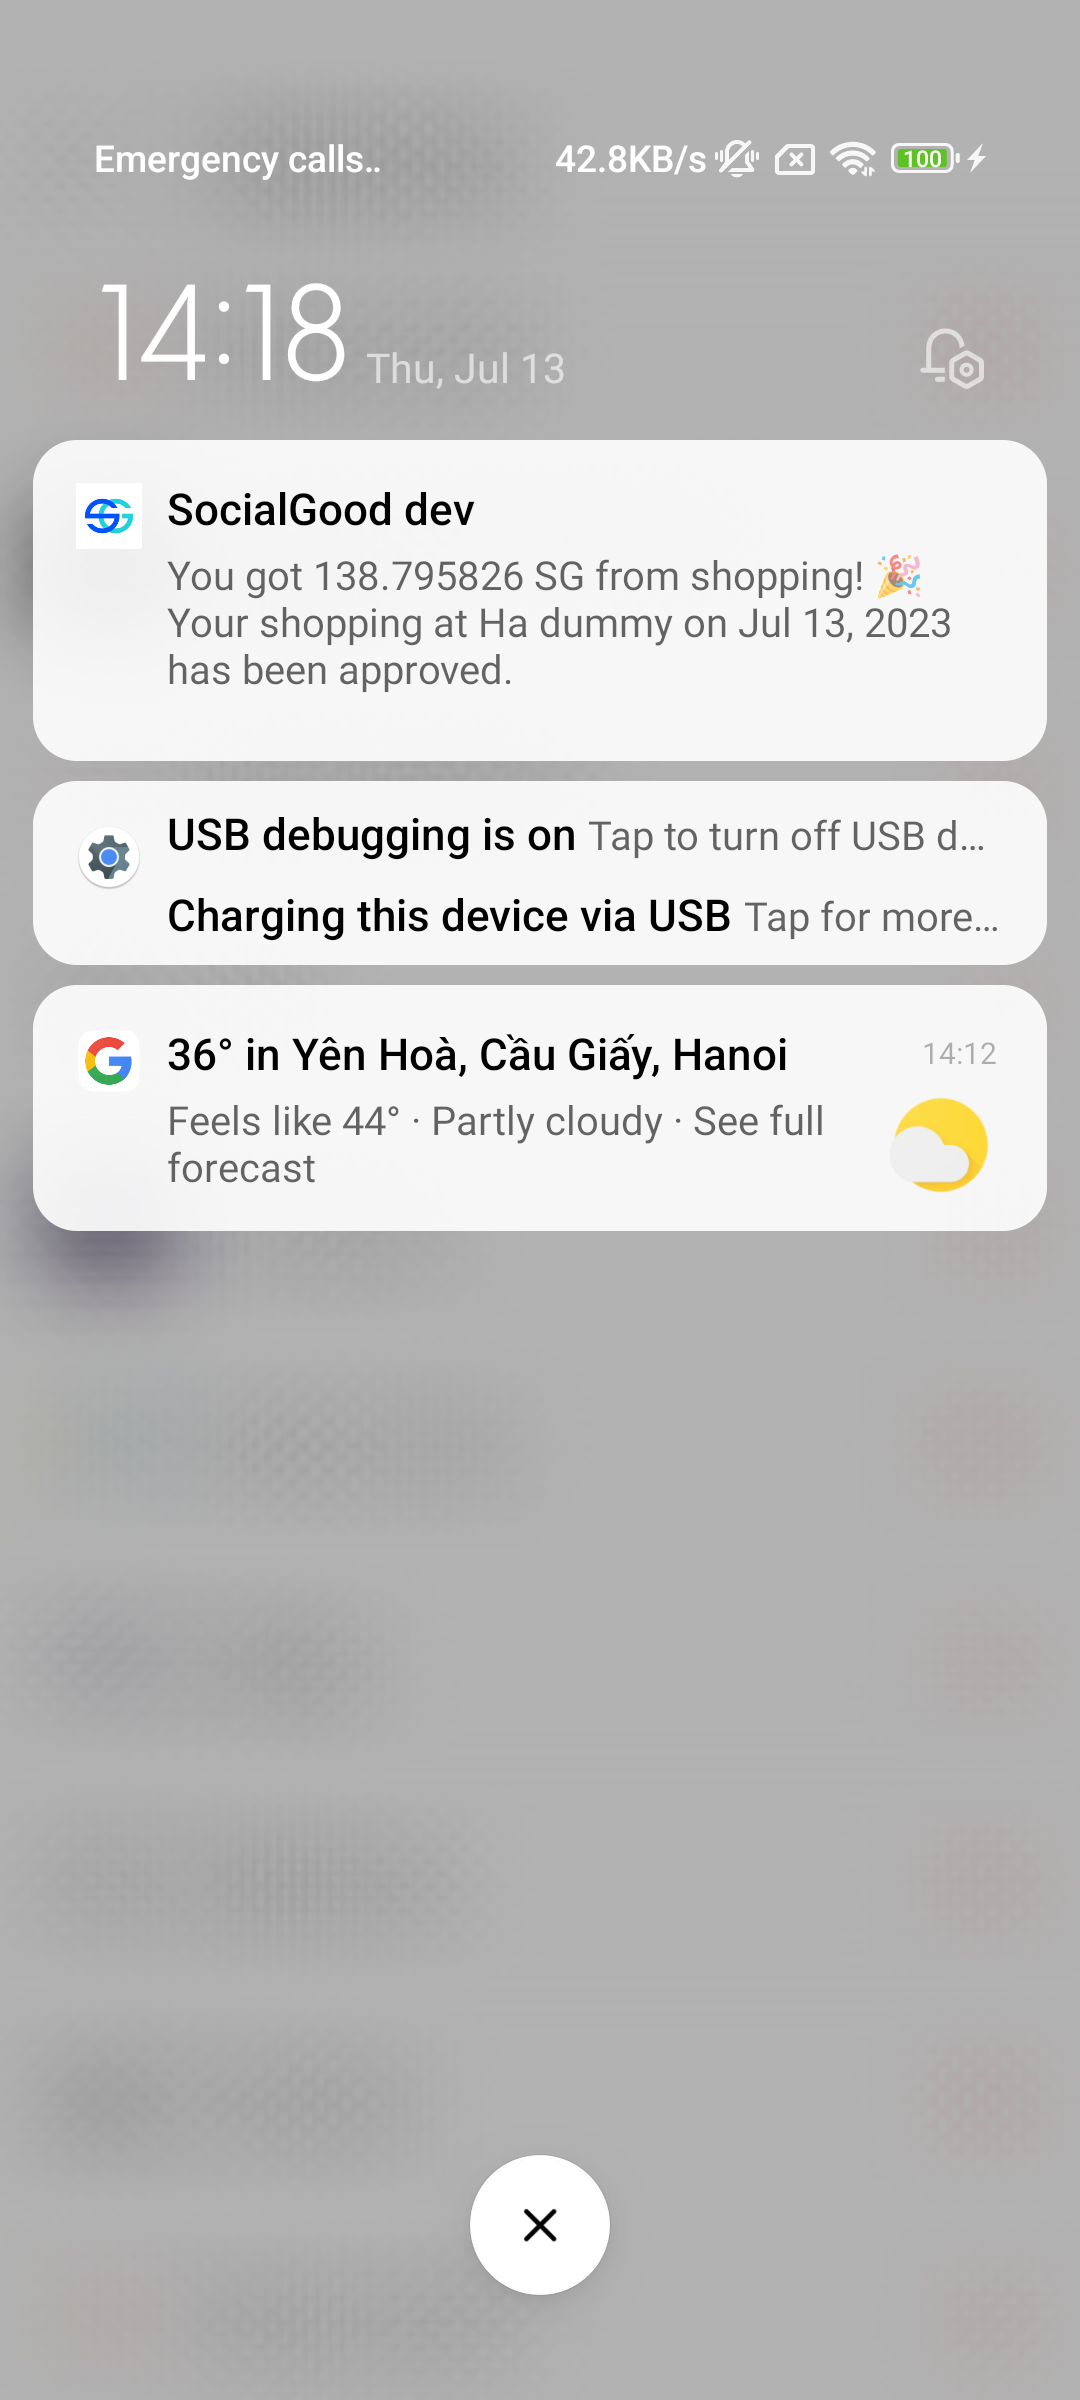 Emergency calls.. 42.8KB/s 100
14:18 Thu, Jul 13
SocialGood dev
You got 138.795826 SG from shopping! 🎉
Your shopping at Ha dummy on Jul 13, 2023
has been approved.
USB debugging is on Tap to turn off USB d...
Charging this device via USB Tap for more...
36° in Yên Hoà, Cầu Giấy, Hanoi 14:12
Feels like 44° · Partly cloudy · See full
forecast